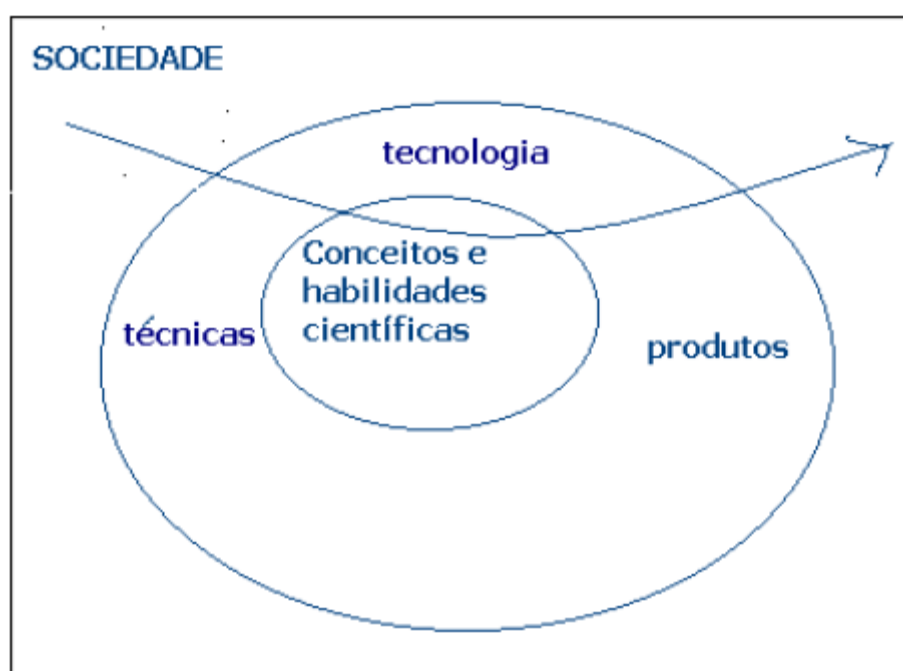 SOCIEDADE
tecnologia
Conceitos e
habilidades
científicas
técnicas
produtos